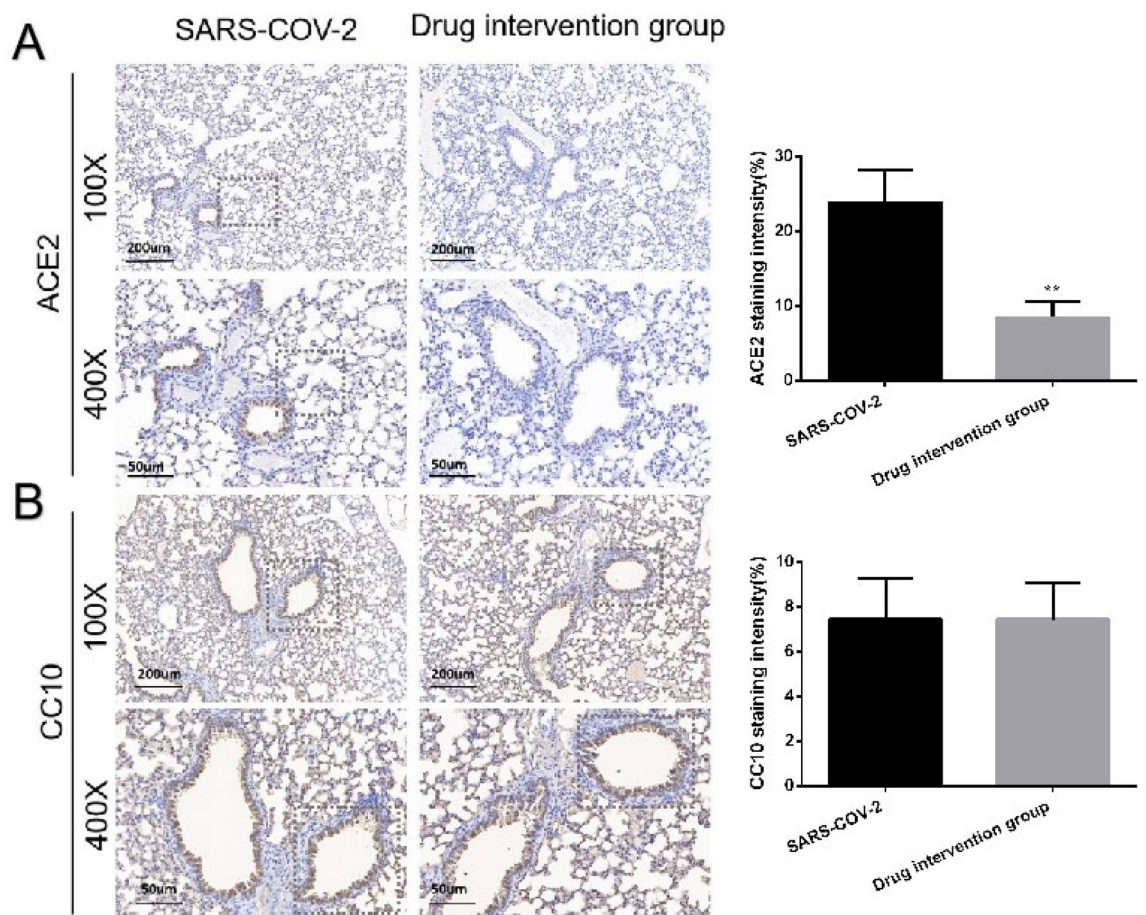 A
SARS-COV-2
Drug intervention group
ACE2
100X
200um
200um
400X
50um
50um
ACE2 staining intensity(%)
30
20
10
0
**
SARS-COV-2
Drug intervention group
B
CC10
100X
200um
200um
400X
50um
50um
CC10 staining intensity(%)
10
8
6
4
2
0
SARS-COV-2
Drug intervention group